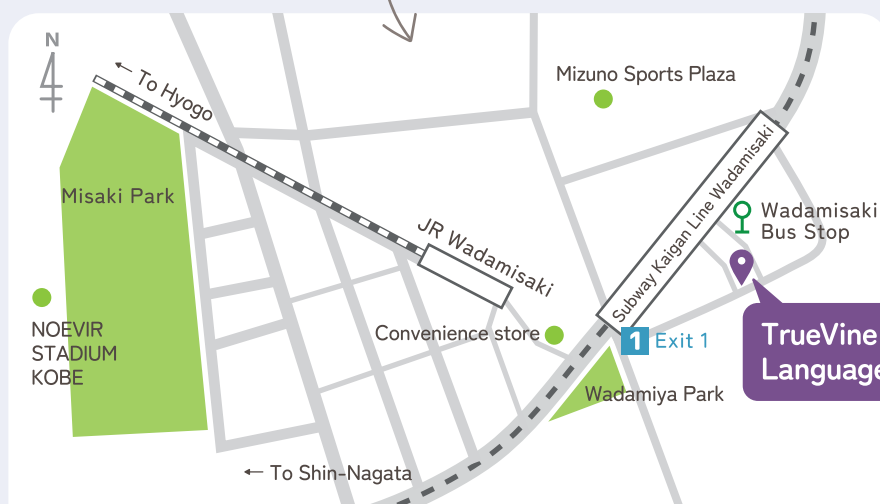 N
← To Hyogo
Mizuno Sports Plaza
Subway Kaigan Line Wadamisaki
Misaki Park
Wadamisaki
Bus Stop
JR Wadamisaki
NOEVIR
STADIUM
KOBE
Convenience store
1 Exit 1
TrueVine
Language
Wadamiya Park
← To Shin-Nagata